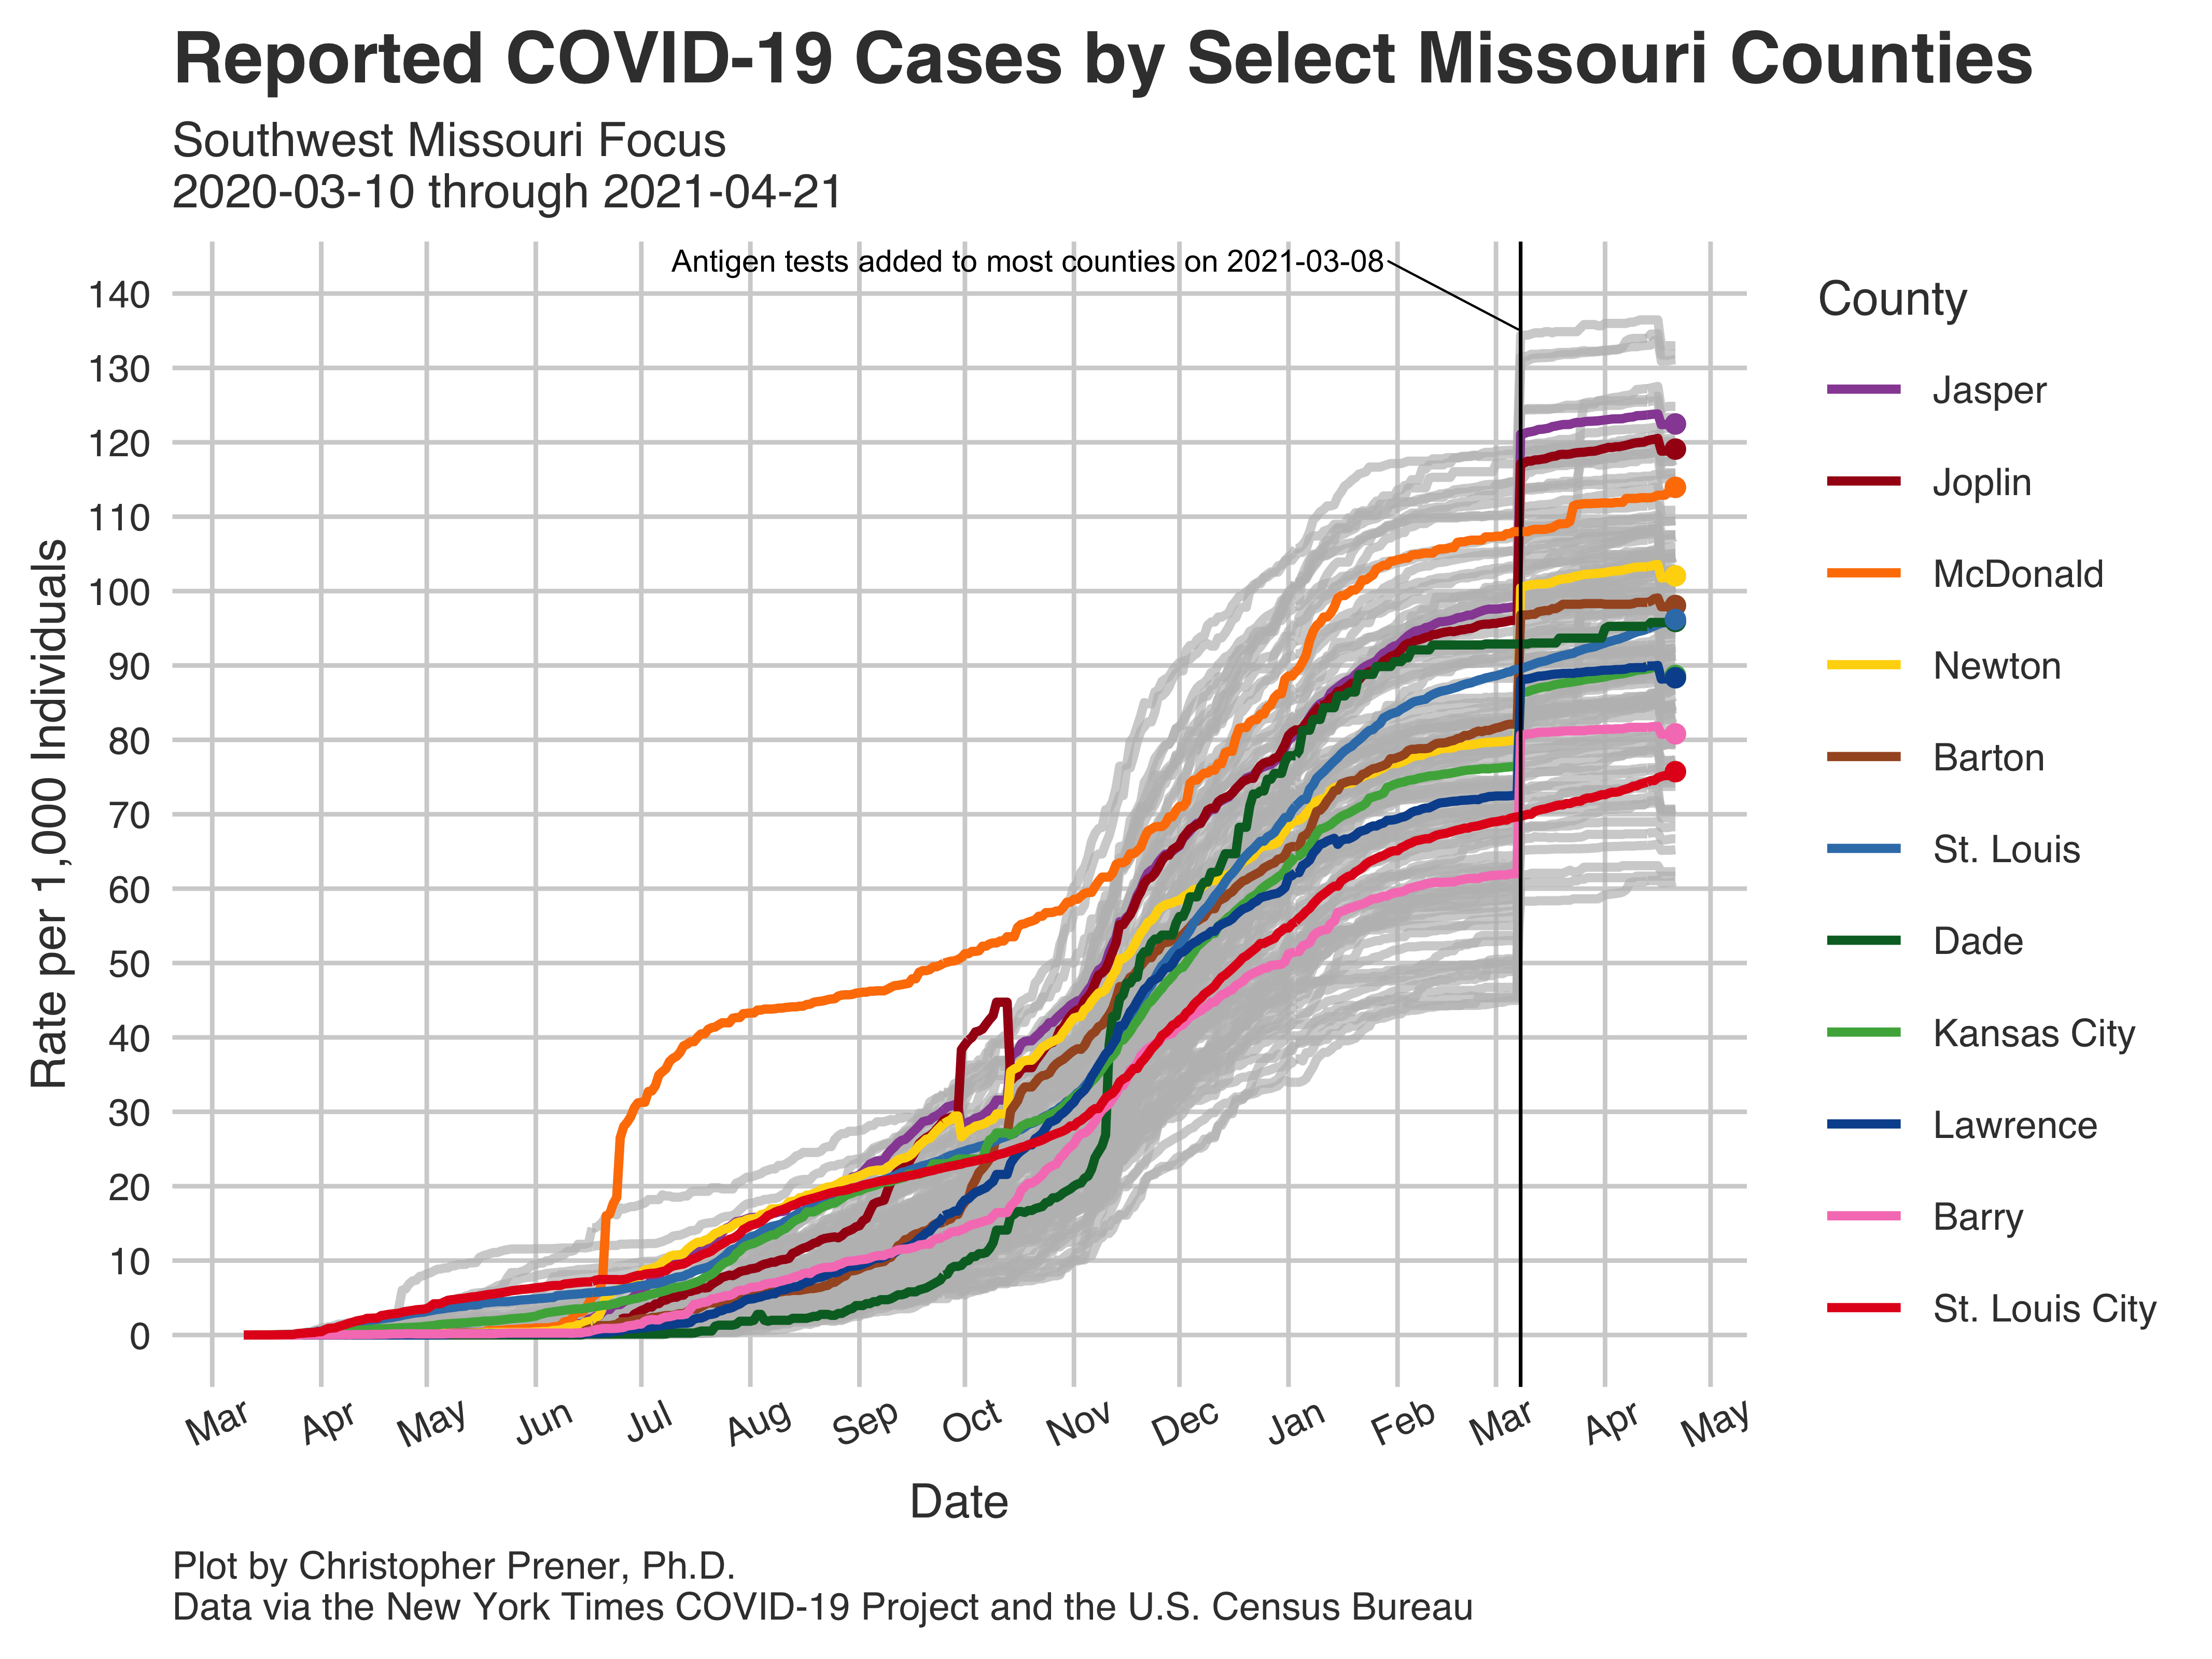 Reported COVID-19 Cases by Select Missouri Counties
Southwest Missouri Focus
2020-03-10 through 2021-04-21
Antigen tests added to most counties on 2021-03-08
140
130
120
110
100
90
80
70
60
50
40
30
20
10
0
Rate per 1,000 Individuals
Mar
Apr
May
Jun
Jul
Aug
Sep
Oct
Nov
Dec
Jan
Feb
Mar
Apr
May
Date
County
Jasper
Joplin
McDonald
Newton
Barton
St. Louis
Dade
Kansas City
Lawrence
Barry
St. Louis City
Plot by Christopher Prener, Ph.D.
Data via the New York Times COVID-19 Project and the U.S. Census Bureau